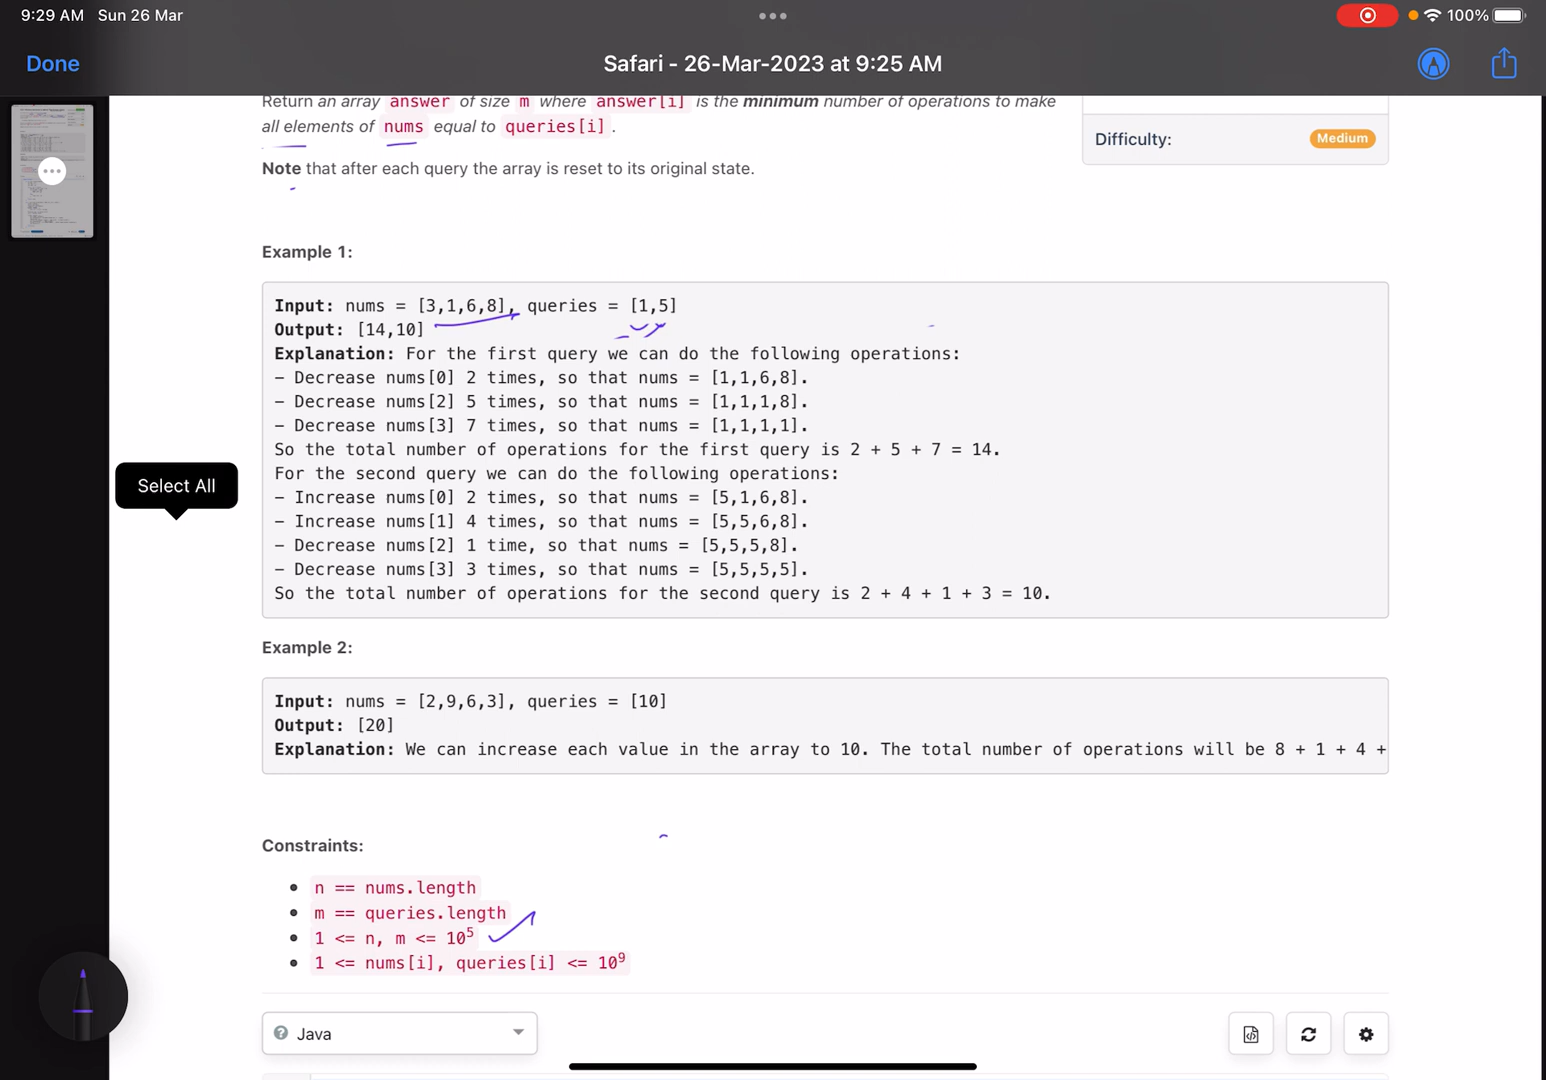 9:29 AM Sun 26 Mar
100%
Done
Safari - 26-Mar-2023 at 9:25 AM
Return an array answer of size m where answer[i] is the minimum number of operations to make
all elements of nums equal to queries[i].
Difficulty:
Medium
Note that after each query the array is reset to its original state.
Example 1:
Input: nums = [3,1,6,8], queries = [1,5]
Output: [14,10]
Explanation: For the first query we can do the following operations:
- Decrease nums[0] 2 times, so that nums = [1,1,6,8].
- Decrease nums[2] 5 times, so that nums = [1,1,1,8].
- Decrease nums[3] 7 times, so that nums = [1,1,1,1].
So the total number of operations for the first query is 2 + 5 + 7 = 14.
For the second query we can do the following operations:
- Increase nums[0] 2 times, so that nums = [5,1,6,8].
- Increase nums[1] 4 times, so that nums = [5,5,6,8].
- Decrease nums[2] 1 time, so that nums = [5,5,5,8].
- Decrease nums[3] 3 times, so that nums = [5,5,5,5].
So the total number of operations for the second query is 2 + 4 + 1 + 3 = 10.
Select All
Example 2:
Input: nums = [2,9,6,3], queries = [10]
Output: [20]
Explanation: We can increase each value in the array to 10. The total number of operations will be 8 + 1 + 4 +
Constraints:
n == nums.length
m == queries.length
1 <= n, m <= 10⁵
1 <= nums[i], queries[i] <= 10⁹
Java